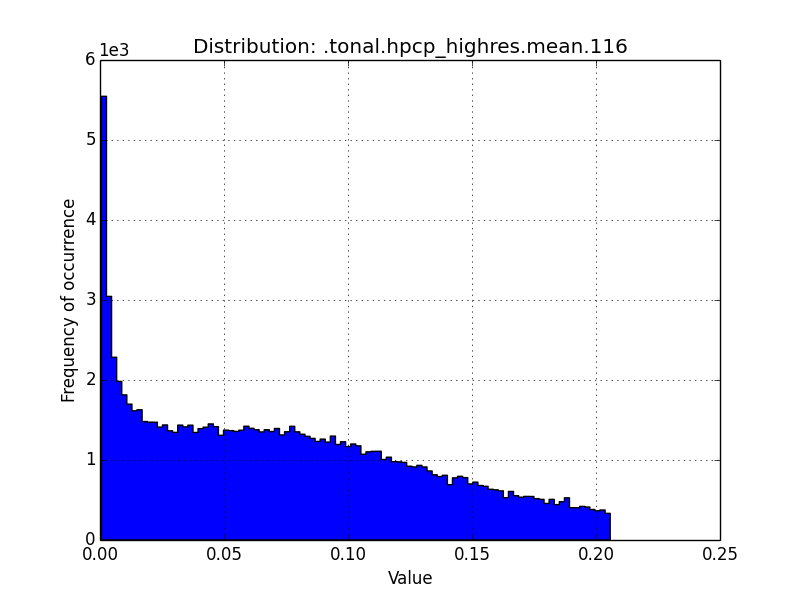 Distribution: .tonal.hpcp_highres.mean.116
1e3
6
5
4
3
2
1
0
Frequency of occurrence
0.00 0.05 0.10 0.15 0.20 0.25
Value